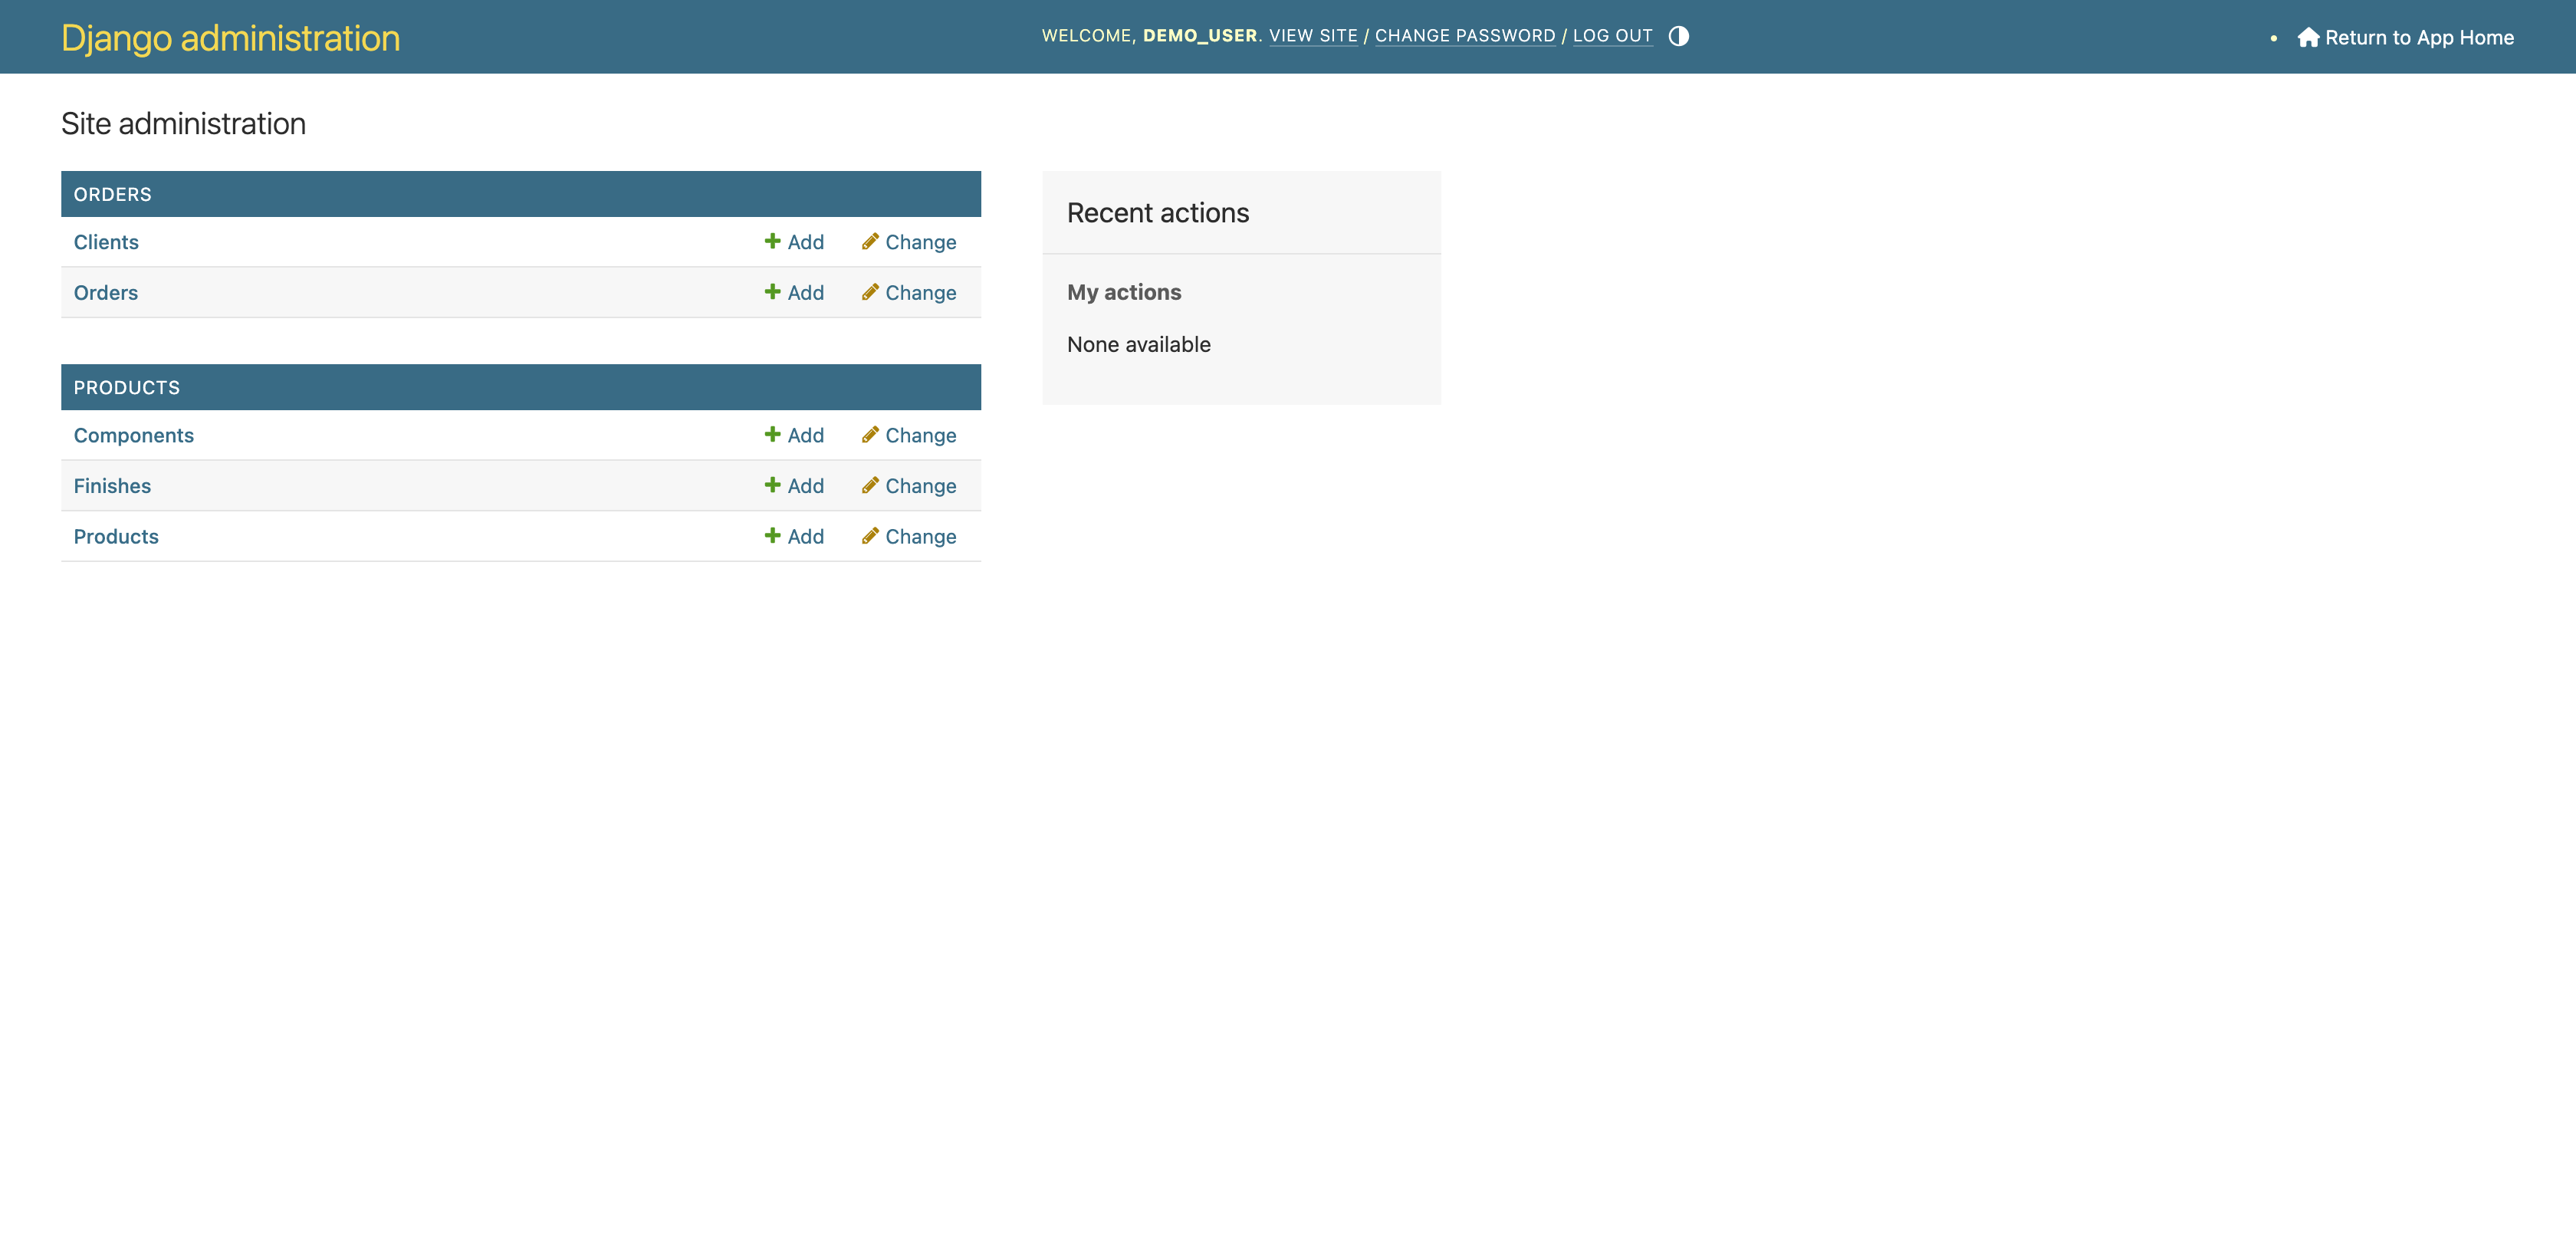 Django administration
WELCOME, DEMO_USER. VIEW SITE / CHANGE PASSWORD / LOG OUT
• Return to App Home
Site administration
ORDERS
Clients Add Change
Orders Add Change
PRODUCTS
Components Add Change
Finishes Add Change
Products Add Change
Recent actions
My actions
None available